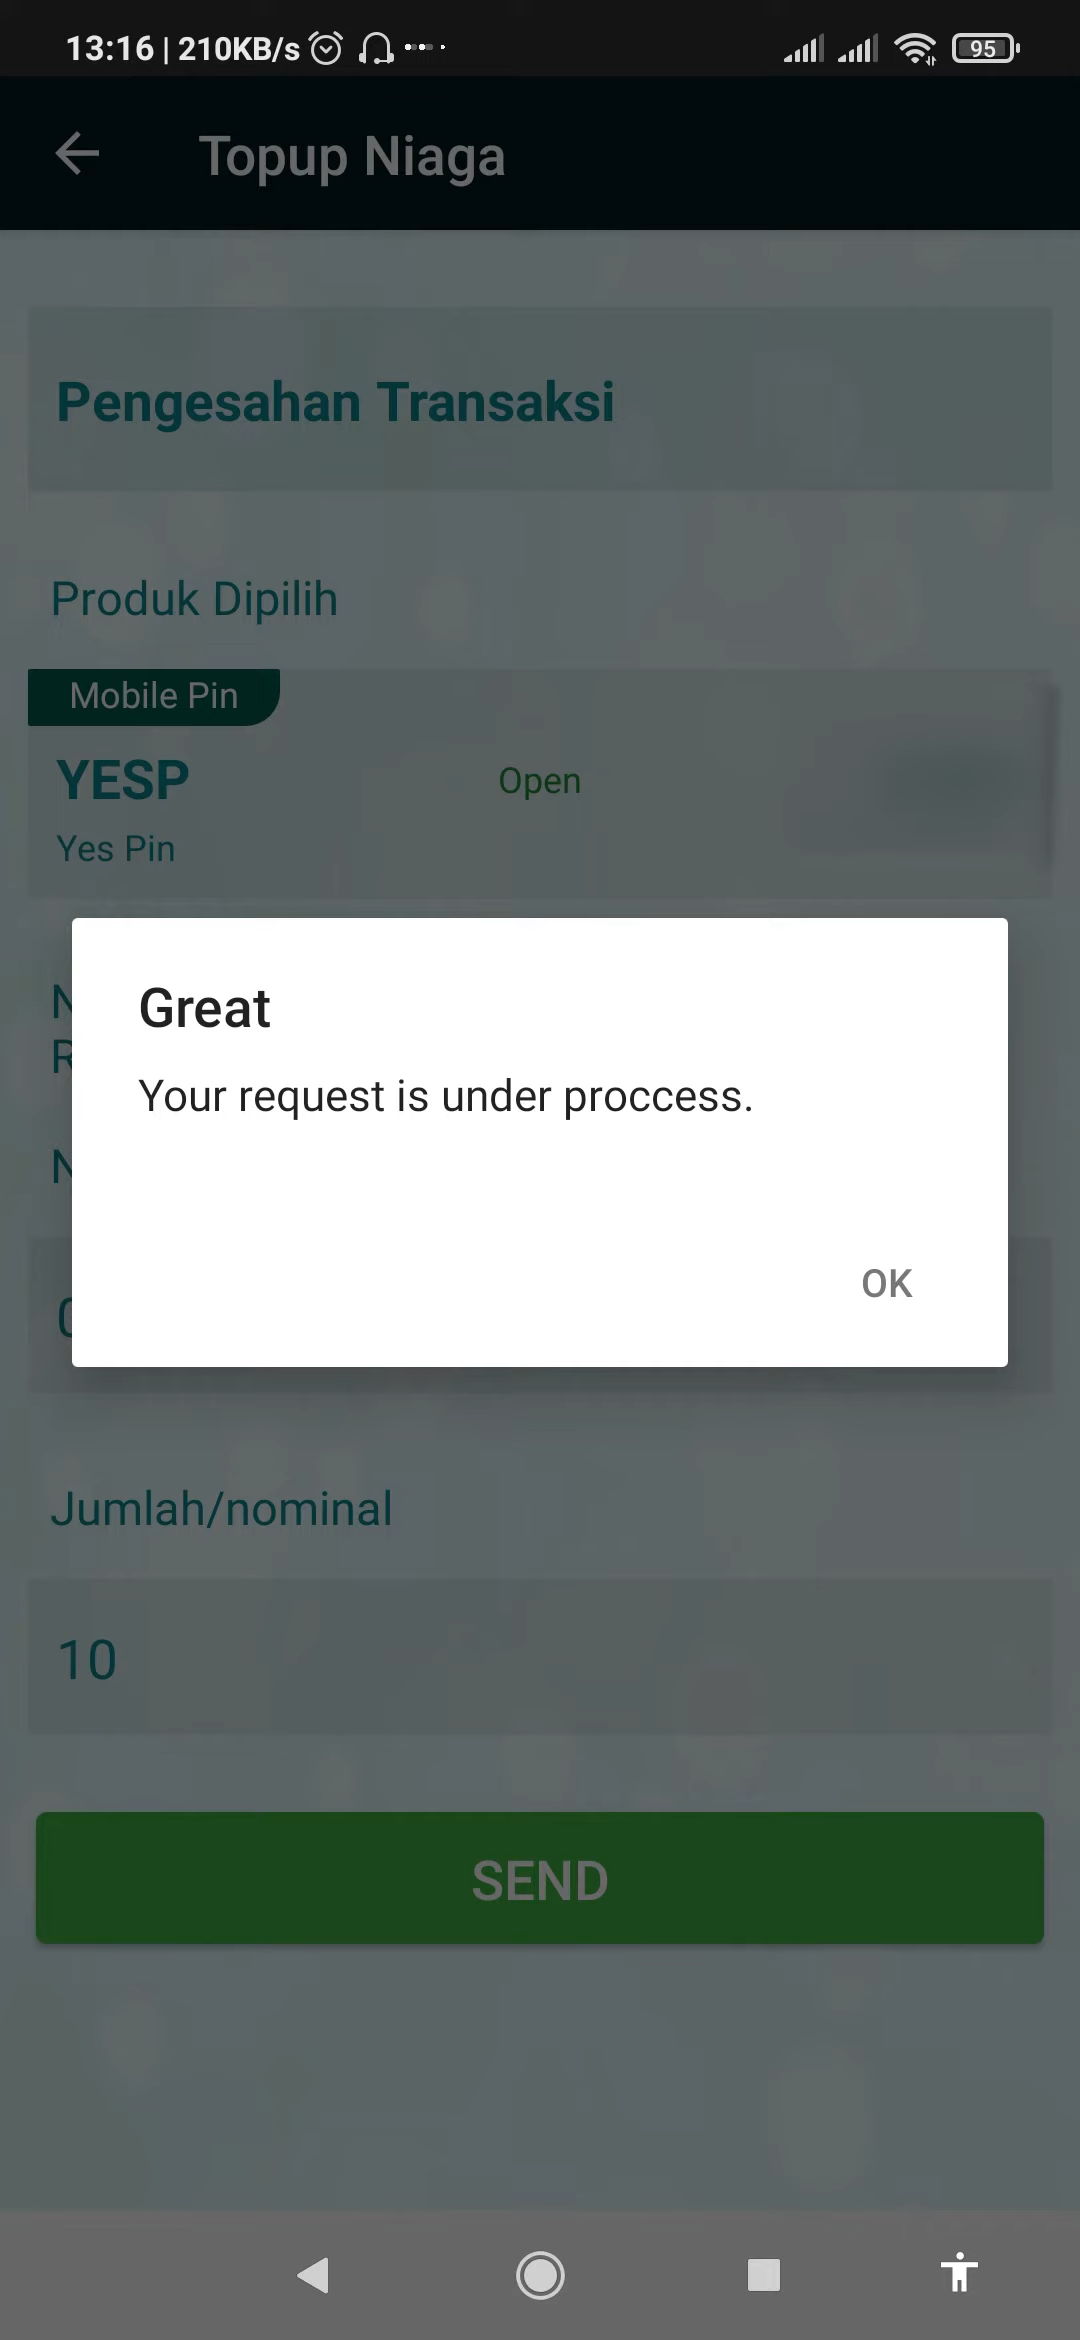 13:16 | 210KB/s
95
Topup Niaga
Pengesahan Transaksi
Produk Dipilih
Mobile Pin
YESP
Open
Yes Pin
Great
Your request is under proccess.
OK
Jumlah/nominal
10
SEND